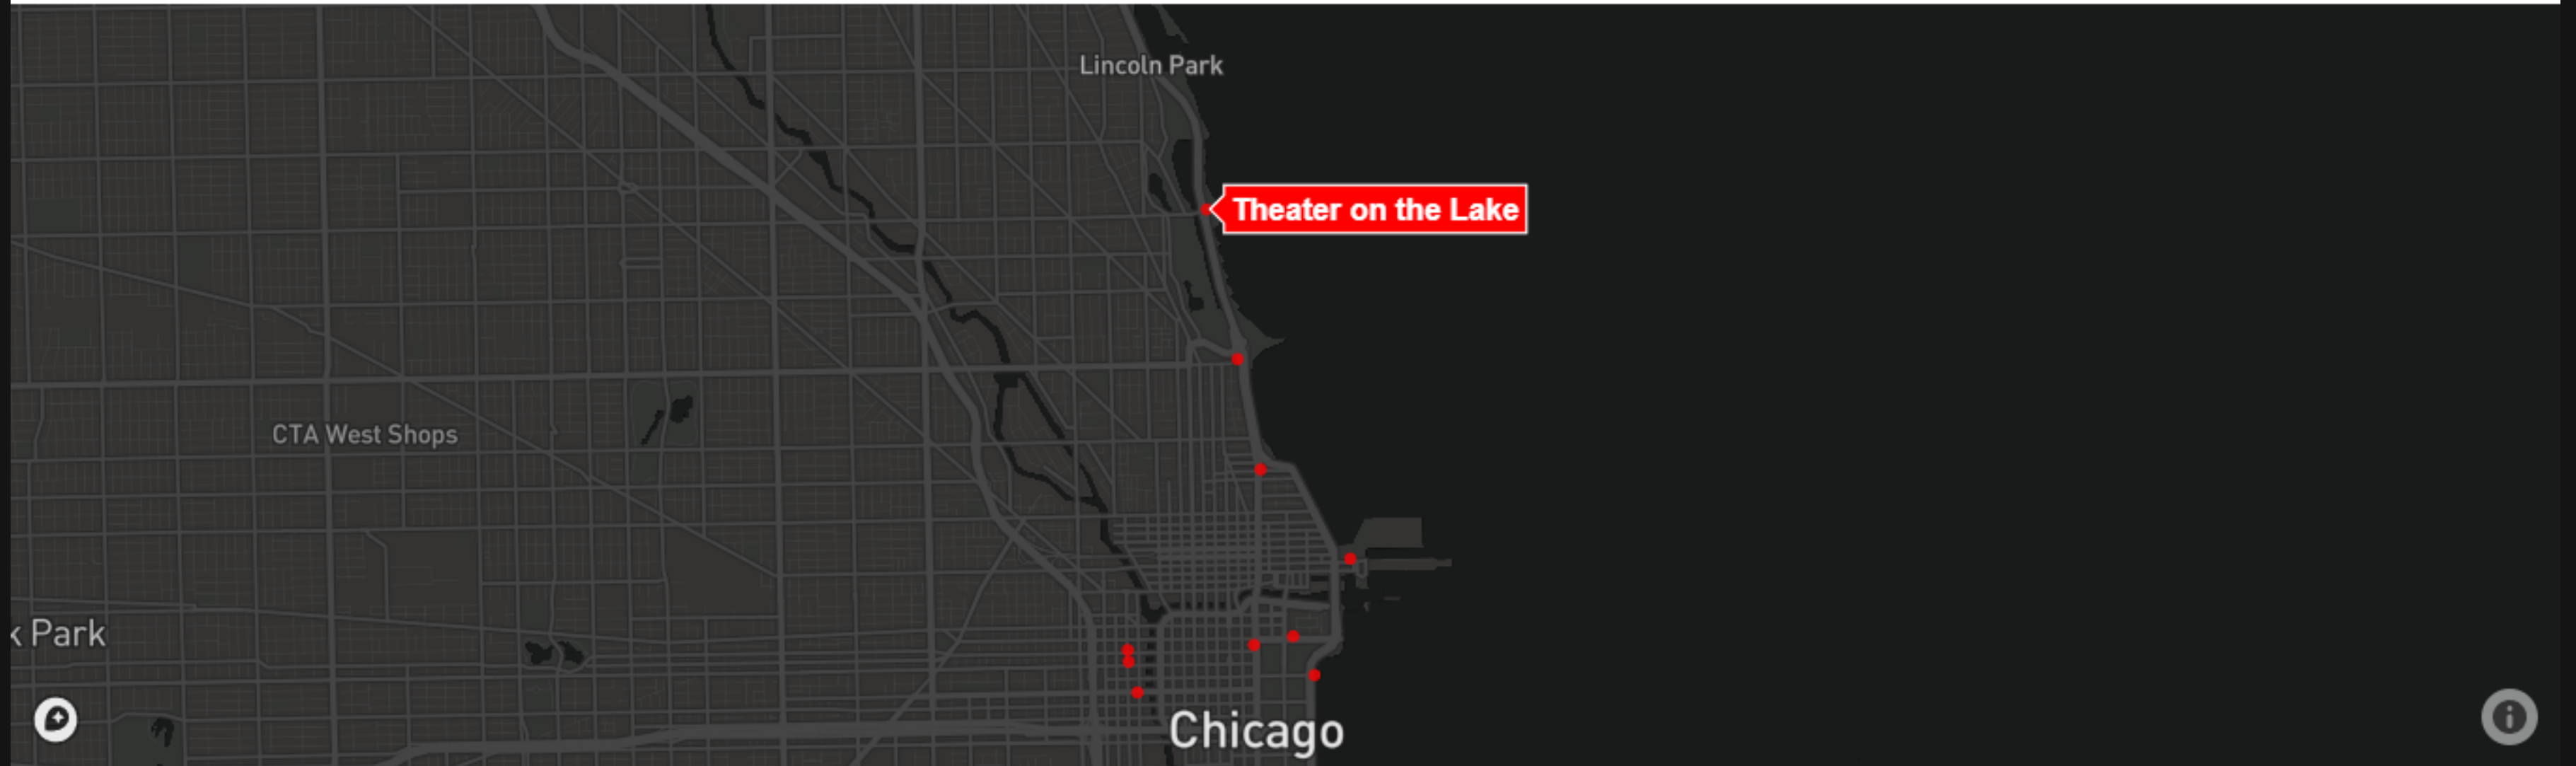 Lincoln Park
Theater on the Lake
CTA West Shops
k Park
Chicago